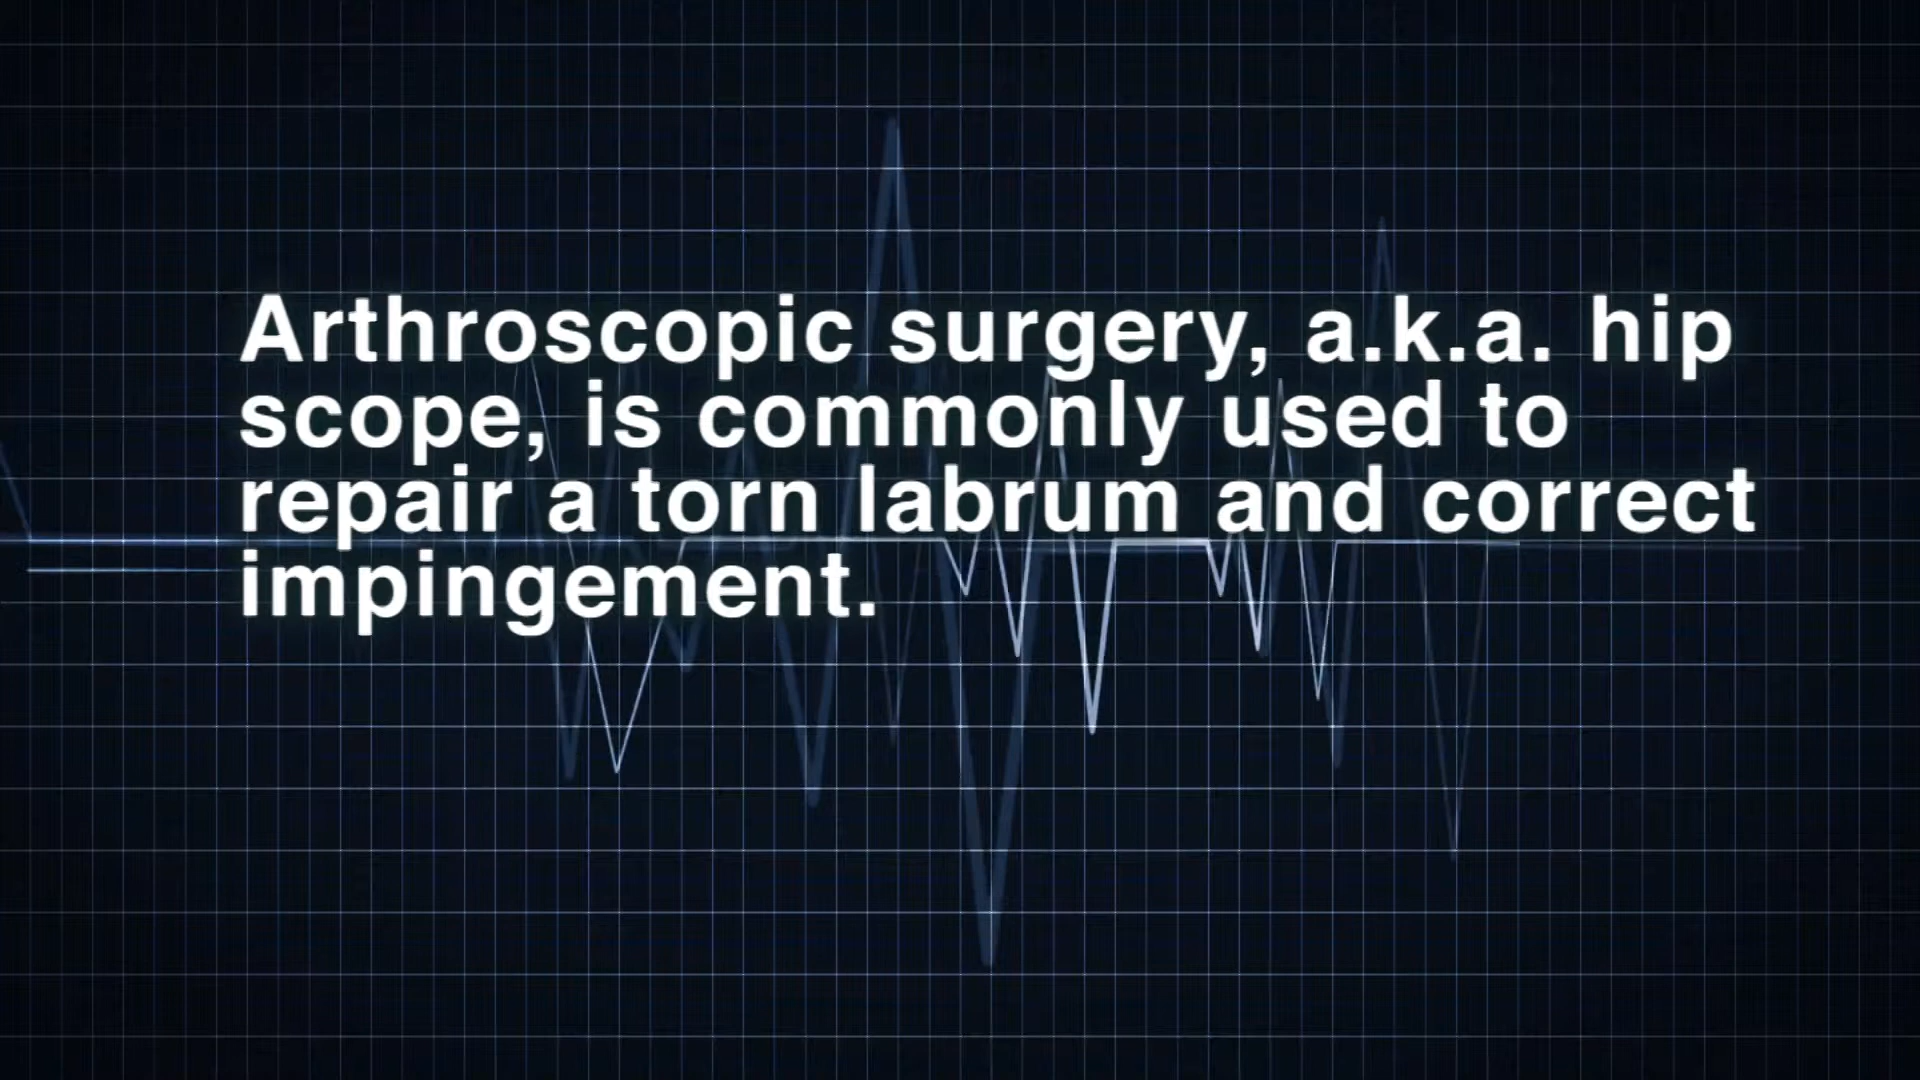 Arthroscopic surgery, a.k.a. hip
scope, is commonly used to
repair a torn labrum and correct
impingement.